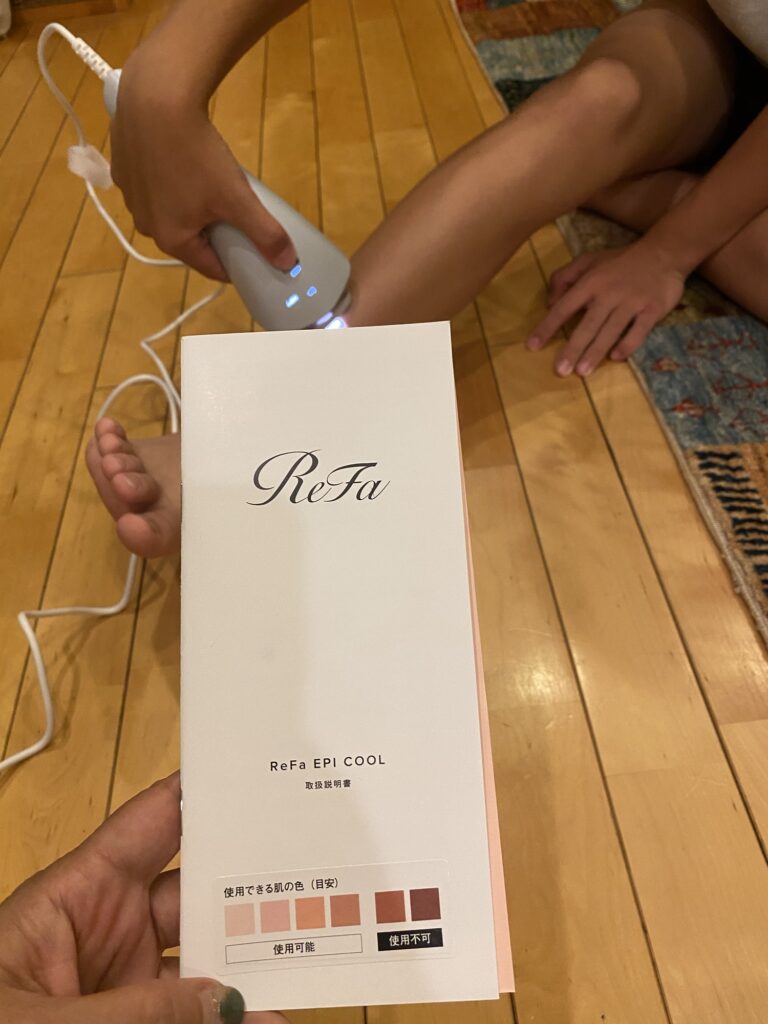 ReFa
ReFa EPI COOL
取扱説明書
使用できる肌の色（目安）
使用可能
使用不可